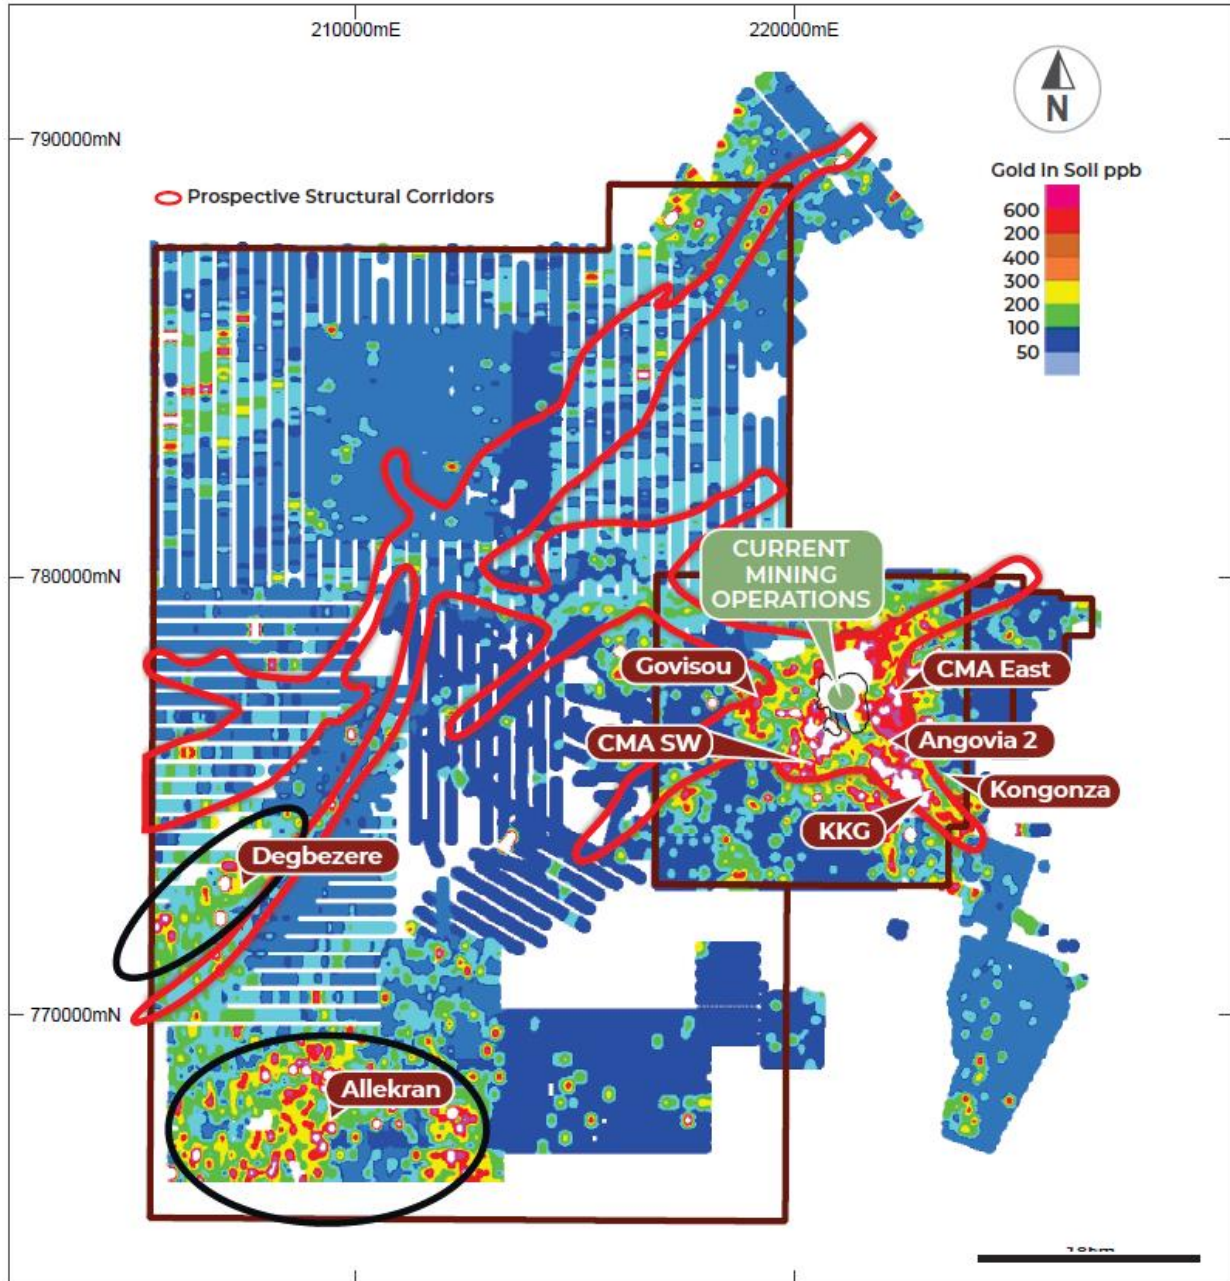 210000mE
220000mE
790000mN
N
Prospective Structural Corridors
Gold In Soil ppb
600
200
400
300
200
100
50
780000mN
CURRENT
MINING
OPERATIONS
Govisou
CMA East
CMA SW
Angovia 2
Kongonza
KKG
Degbezere
770000mN
Allekran